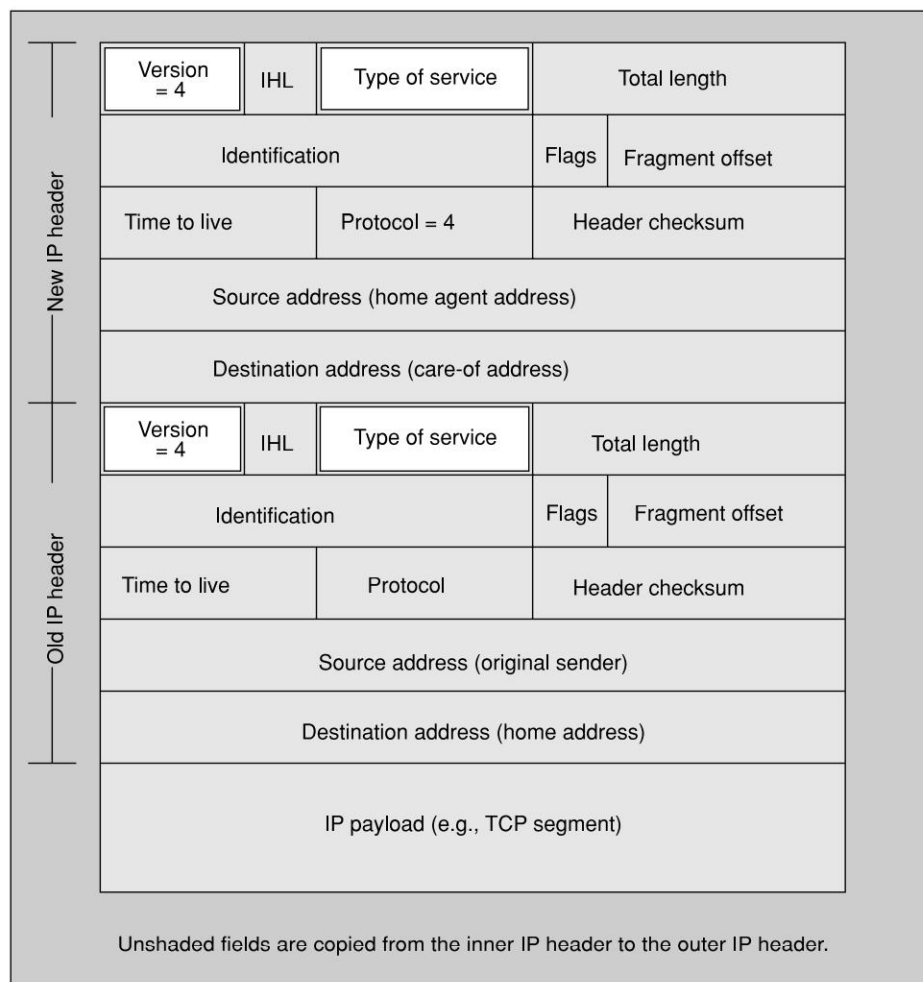 New IP header
Version
= 4
IHL
Type of service
Total length
Identification
Flags
Fragment offset
Time to live
Protocol = 4
Header checksum
Source address (home agent address)
Destination address (care-of address)
Old IP header
Version
= 4
IHL
Type of service
Total length
Identification
Flags
Fragment offset
Time to live
Protocol
Header checksum
Source address (original sender)
Destination address (home address)
IP payload (e.g., TCP segment)
Unshaded fields are copied from the inner IP header to the outer IP header.